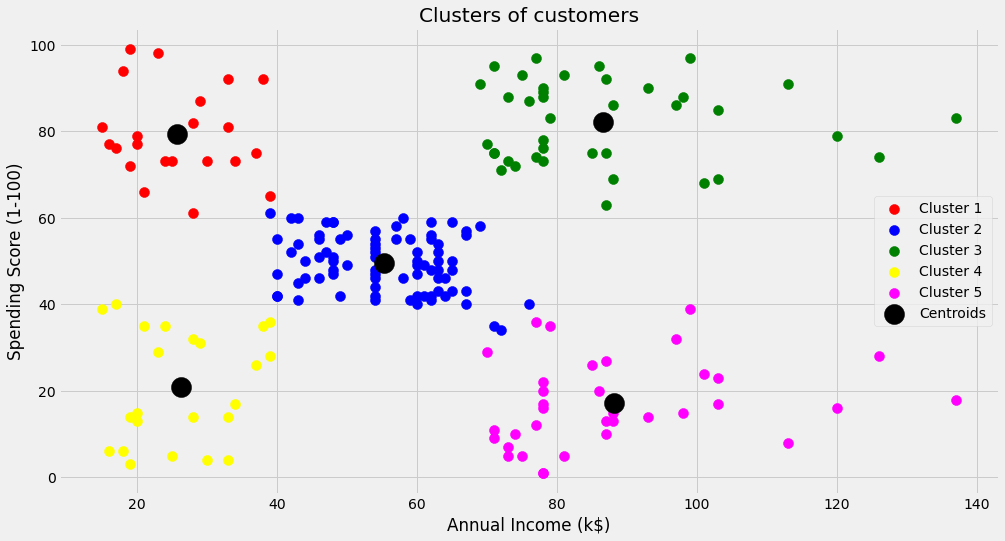 Clusters of customers
Spending Score (1-100)
100
80
60
40
20
0
Cluster 1
Cluster 2
Cluster 3
Cluster 4
Cluster 5
Centroids
20 40 60 80 100 120 140
Annual Income (k$)